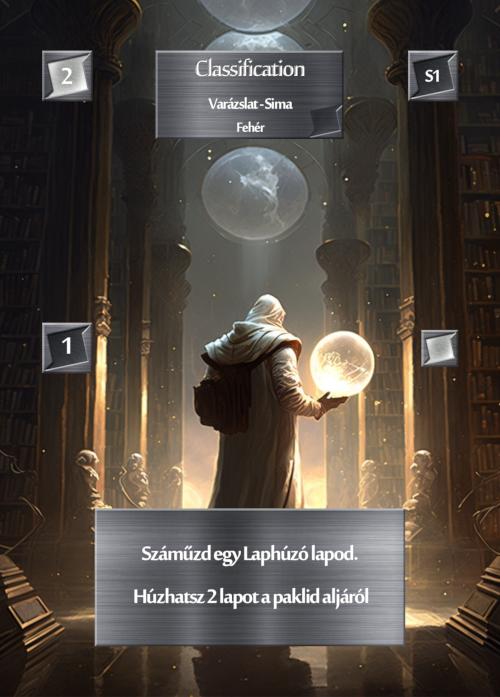 2
Classification
S1
Varázslat - Sima
Fehér
1
Száműzd egy Laphúzó lapod.
Húzhatsz 2 lapot a paklid aljáról